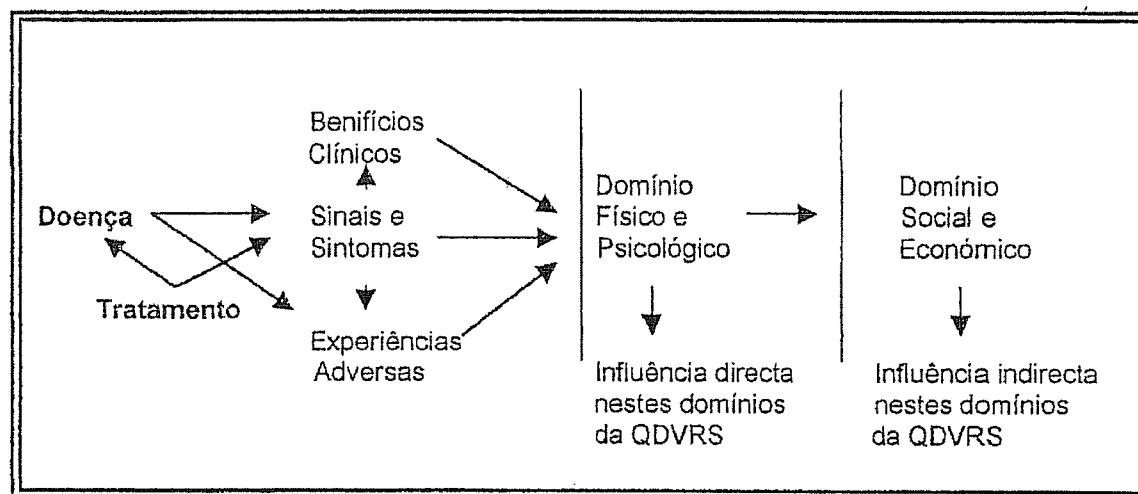 Benifícios
Clínicos
Doença
Sinais e
Sintomas
Tratamento
Experiências
Adversas
Domínio
Físico e
Psicológico
Influência directa
nestes domínios
da QDVRS
Domínio
Social e
Económico
Influência indirecta
nestes domínios
da QDVRS